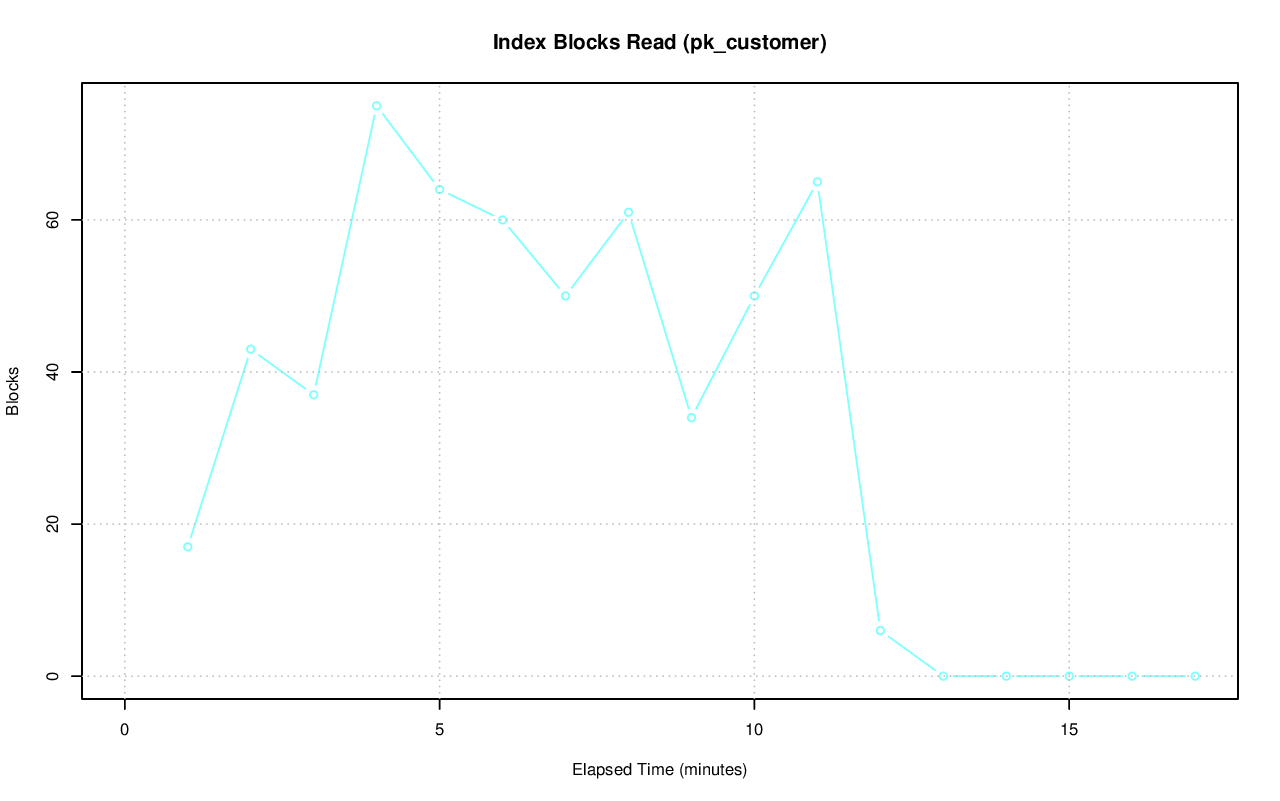 Index Blocks Read (pk_customer)
Blocks
60
40
20
0
0 5 10 15
Elapsed Time (minutes)